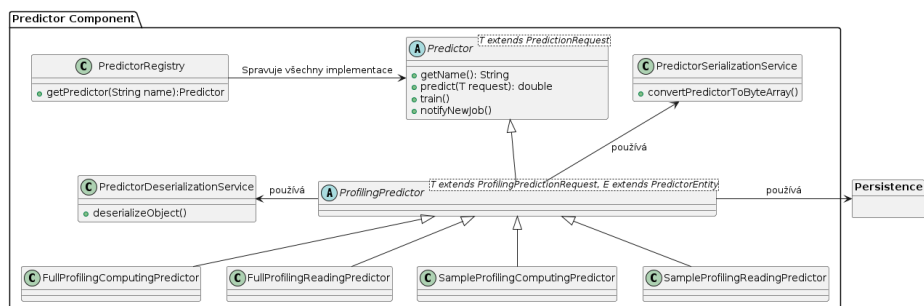 Predictor Component
T extends PredictionRequest
A Predictor
getName(): String
predict(T request): double
train()
notifyNewJob()
C PredictorRegistry
getPredictor(String name):Predictor
Spravuje všechny implementace
C PredictorSerializationService
convertPredictorToByteArray()
používá
C PredictorDeserializationService
deserializeObject()
používá
T extends ProfilingPredictionRequest, E extends PredictorEntity
A ProfilingPredictor
používá
Persistence
C FullProfilingComputingPredictor
C FullProfilingReadingPredictor
C SampleProfilingComputingPredictor
C SampleProfilingReadingPredictor